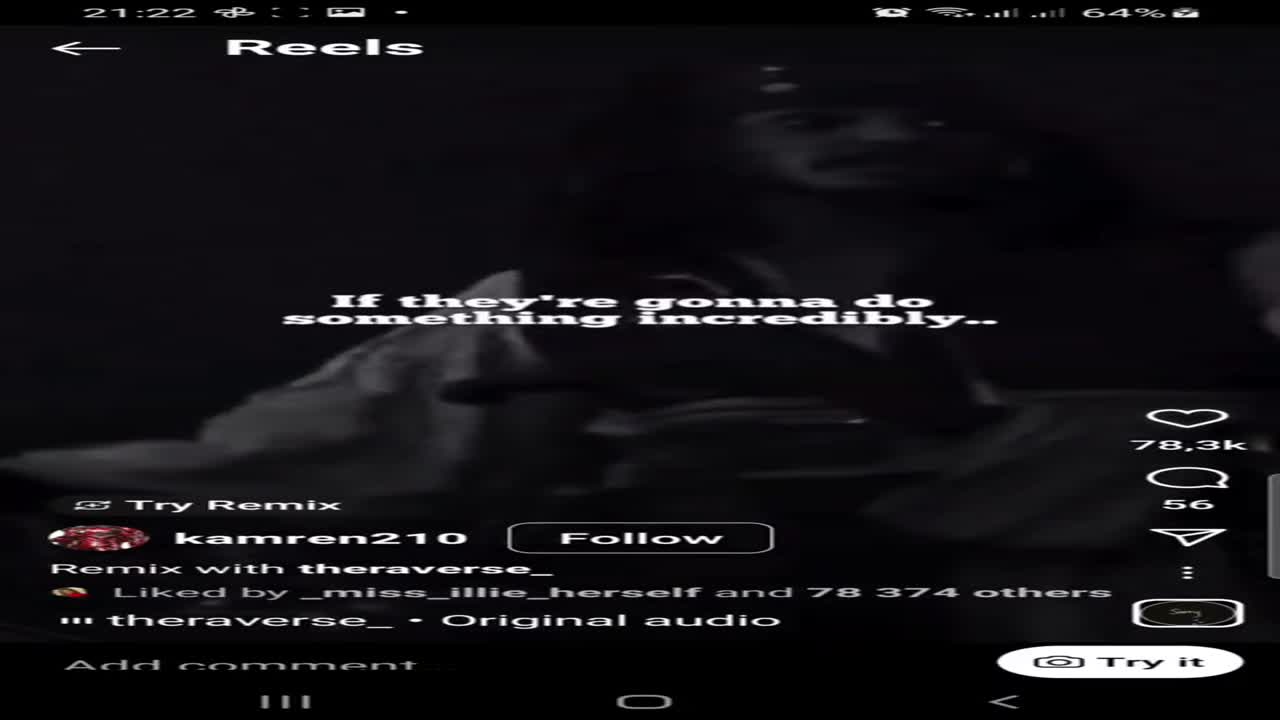 21:22
64%
Reels
If they're gonna do
something incredibly..
78,3k
Try Remix
56
kamren210
Follow
Remix with theraverse_
Liked by _miss_illie_herself and 78 374 others
theraverse_ • Original audio
Add comment...
Try it